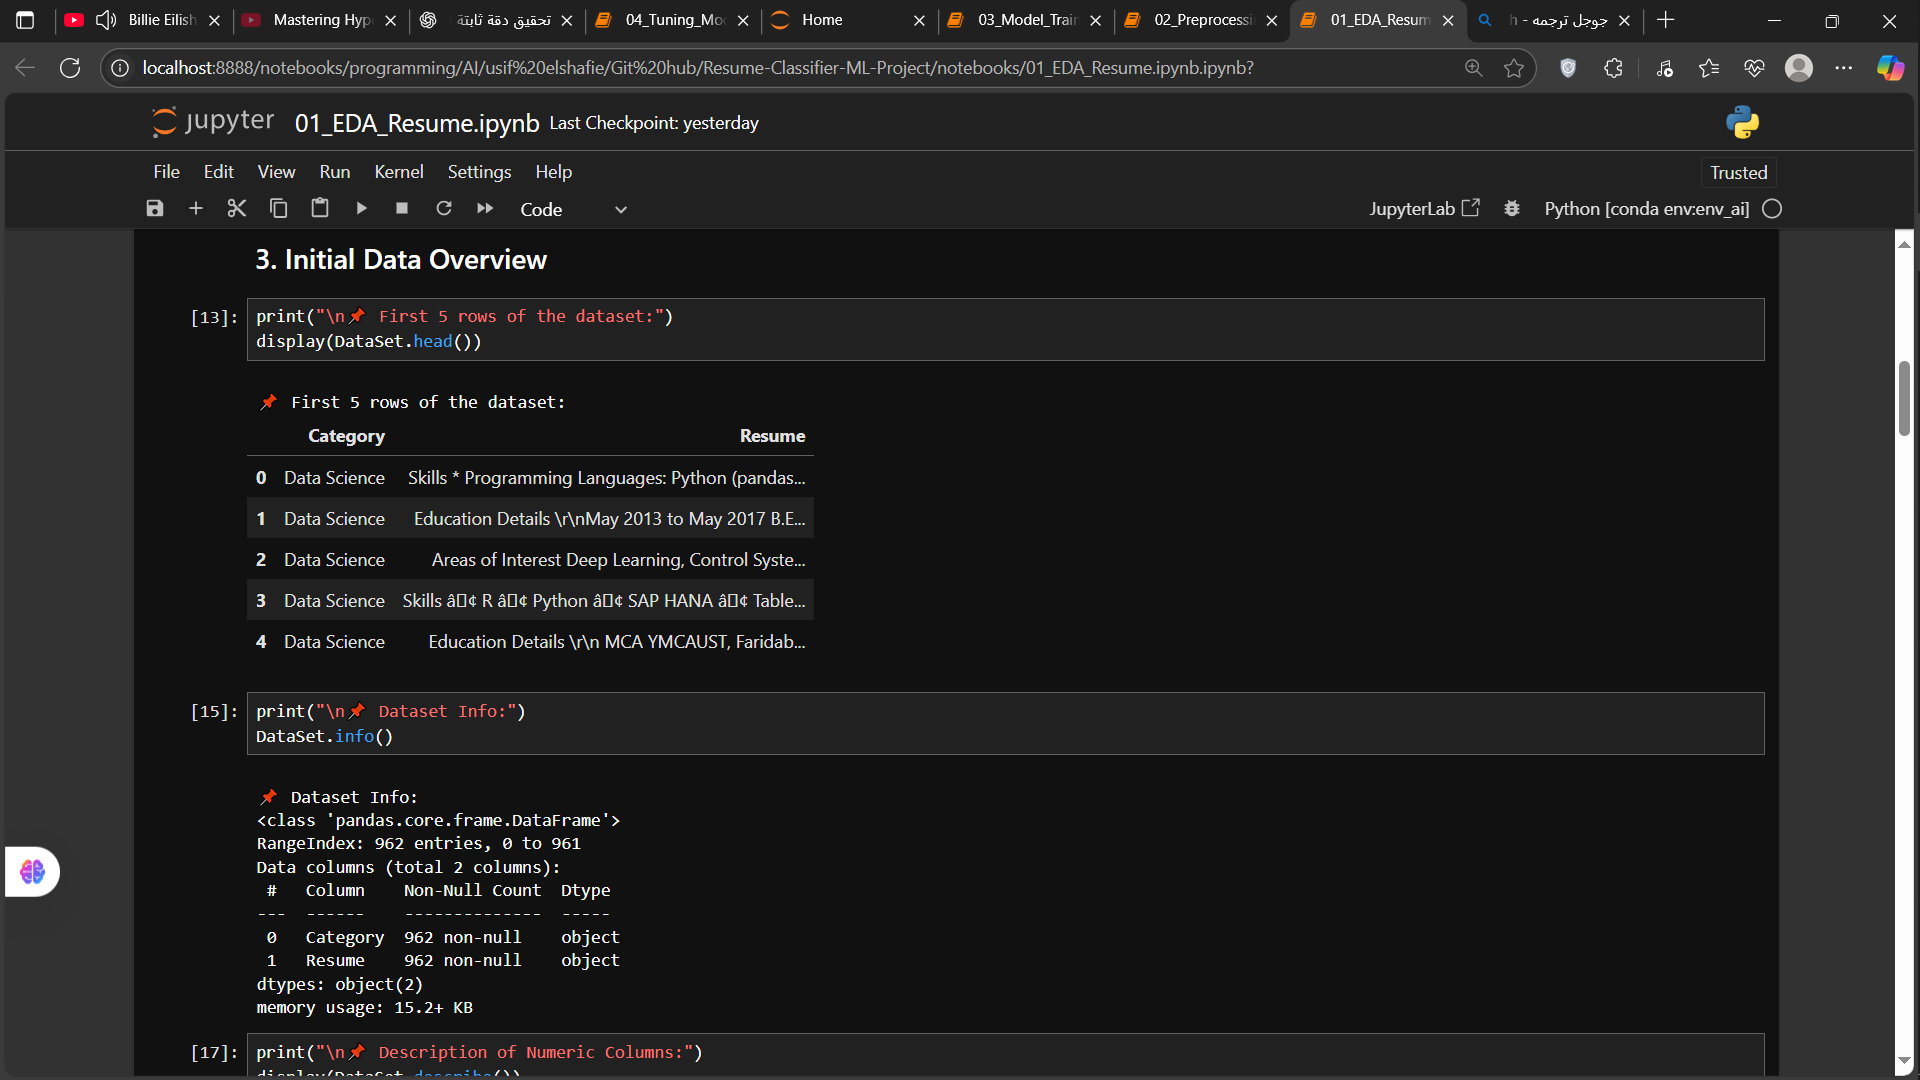 Billie Eilish
Mastering Hyp
تحقيق دقة ثابتة
04_Tuning_Mo
Home
03_Model_Train
02_Preprocessi
01_EDA_Resum
جوجل ترجمه - h
localhost:8888/notebooks/programming/AI/usif%20elshafie/Git%20hub/Resume-Classifier-ML-Project/notebooks/01_EDA_Resume.ipynb.ipynb?
jupyter 01_EDA_Resume.ipynb Last Checkpoint: yesterday
File Edit View Run Kernel Settings Help
Trusted
Code
JupyterLab
Python [conda env:env_ai]
3. Initial Data Overview
[13]: print("\n📌 First 5 rows of the dataset:")
display(DataSet.head())
📌 First 5 rows of the dataset:
Category Resume
0 Data Science Skills * Programming Languages: Python (pandas...
1 Data Science Education Details \r\nMay 2013 to May 2017 B.E...
2 Data Science Areas of Interest Deep Learning, Control Syste...
3 Data Science Skills â□¢ R â□¢ Python â□¢ SAP HANA â□¢ Table...
4 Data Science Education Details \r\n MCA YMCAUST, Faridab...
[15]: print("\n📌 Dataset Info:")
DataSet.info()
📌 Dataset Info:
<class 'pandas.core.frame.DataFrame'>
RangeIndex: 962 entries, 0 to 961
Data columns (total 2 columns):
# Column Non-Null Count Dtype
--- ------ -------------- -----
0 Category 962 non-null object
1 Resume 962 non-null object
dtypes: object(2)
memory usage: 15.2+ KB
[17]: print("\n📌 Description of Numeric Columns:")
display(DataSet.describe())